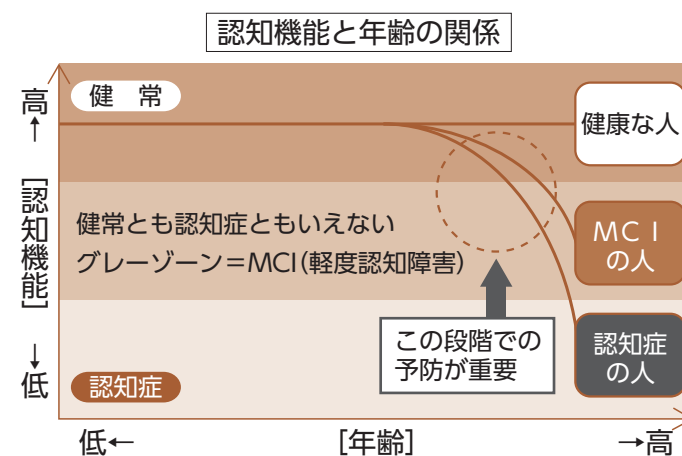 認知機能と年齢の関係
高↑
[認知機能]
↓低
健 常
健康な人
健常とも認知症ともいえない
グレーゾーン＝MCI(軽度認知障害)
MCI
の人
この段階での
予防が重要
認知症
の人
認知症
低← [年齢] →高